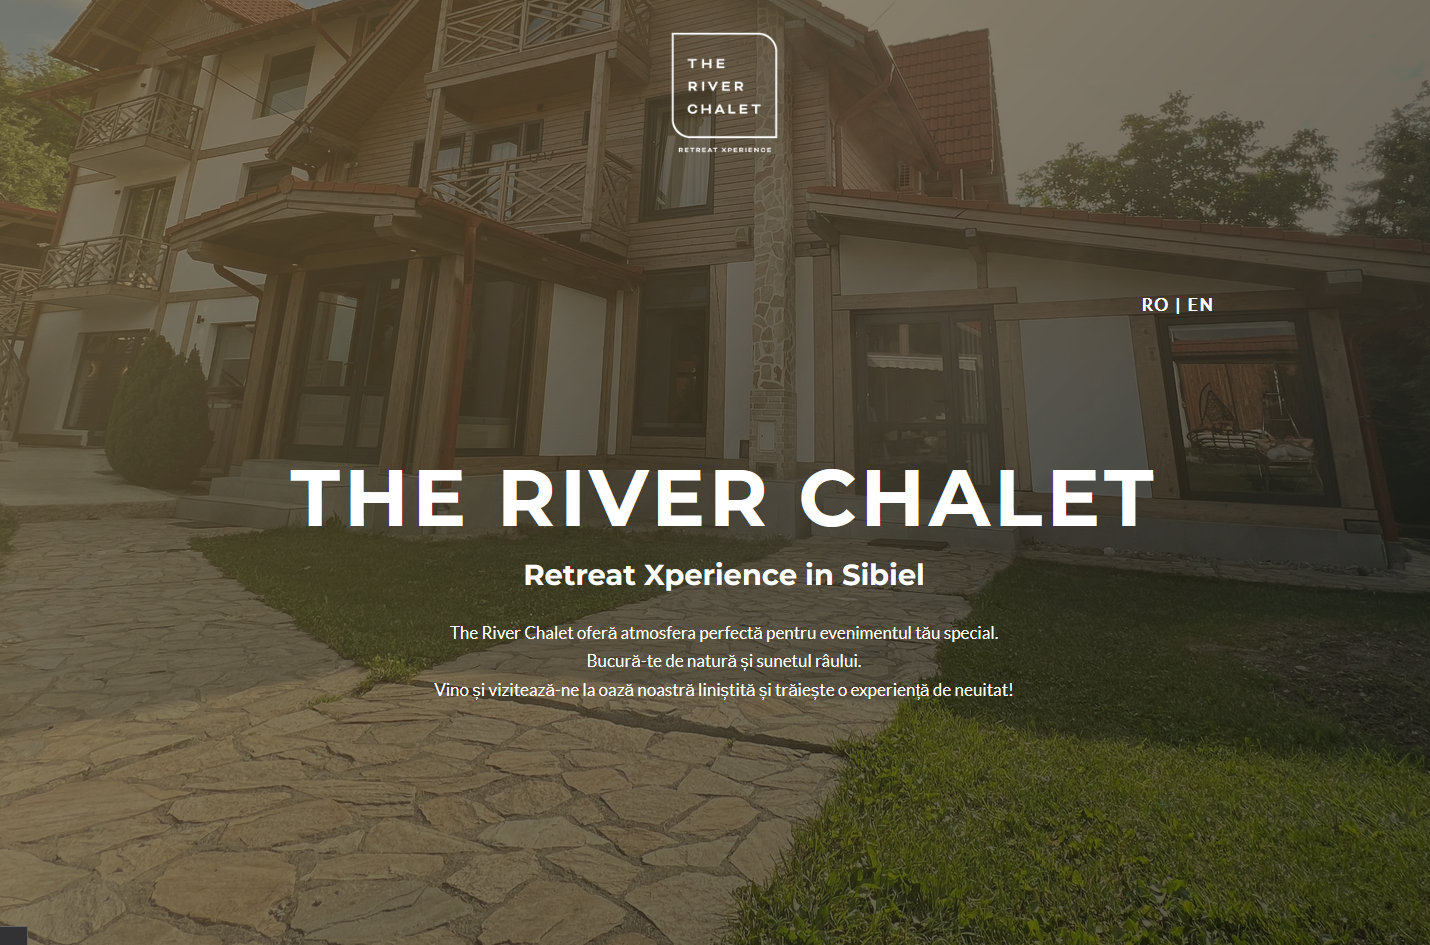 THE
RIVER
CHALET
RETREAT XPERIENCE
RO | EN
THE RIVER CHALET
Retreat Xperience in Sibiel
The River Chalet oferă atmosfera perfectă pentru evenimentul tău special.
Bucură-te de natură și sunetul râului.
Vino și vizitează-ne la oază noastră liniștită și trăiește o experiență de neuitat!